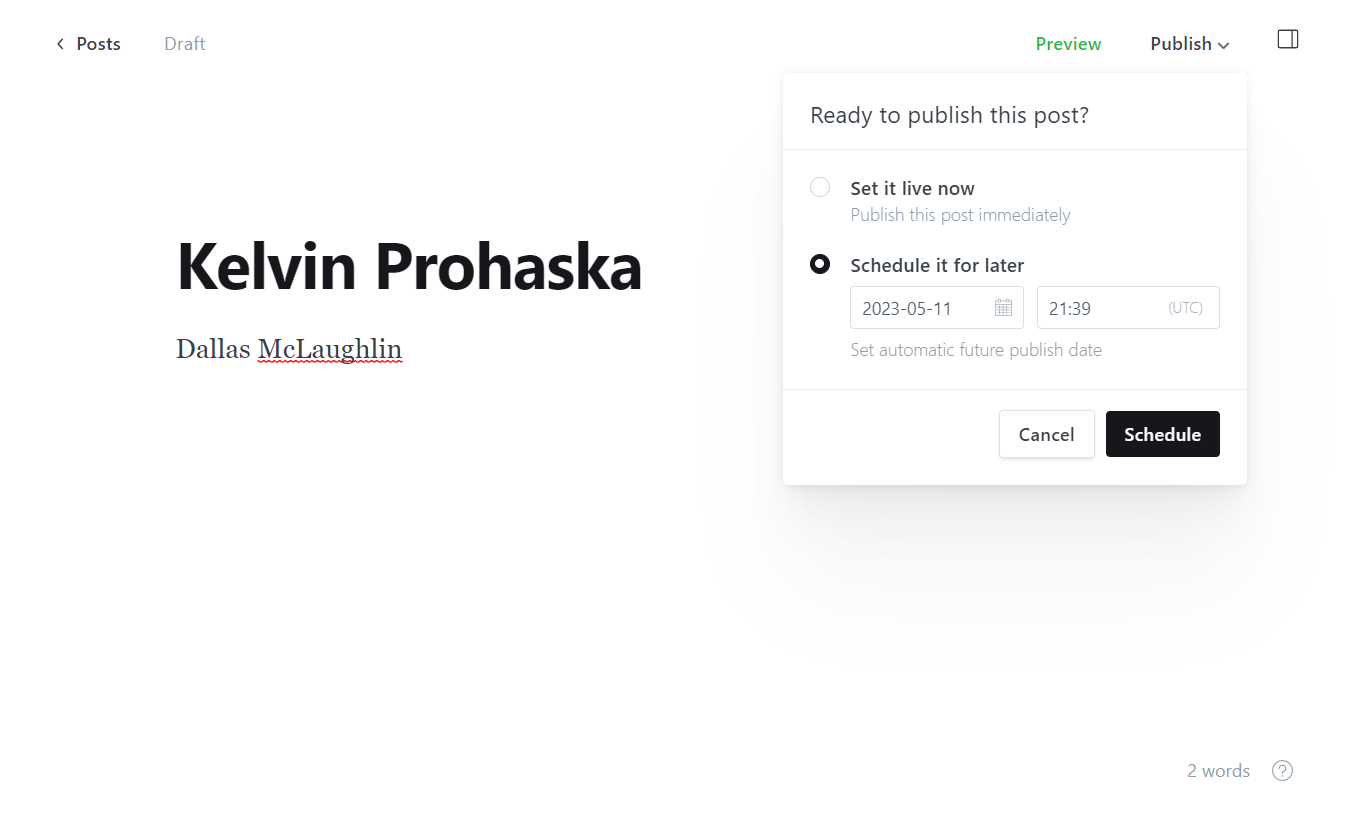 Posts Draft Preview Publish
Ready to publish this post?
Set it live now
Publish this post immediately
Schedule it for later
2023-05-11 21:39 (UTC)
Set automatic future publish date
Cancel Schedule
Kelvin Prohaska
Dallas McLaughlin
2 words ?